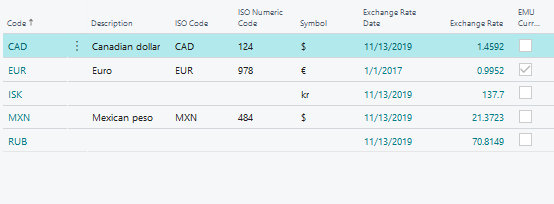 Code ↑ Description ISO Code ISO Numeric Code Symbol Exchange Rate Date Exchange Rate EMU Curr...
CAD Canadian dollar CAD 124 $ 11/13/2019 1.4592
EUR Euro EUR 978 € 1/1/2017 0.9952
ISK kr 11/13/2019 137.7
MXN Mexican peso MXN 484 $ 11/13/2019 21.3723
RUB 11/13/2019 70.8149